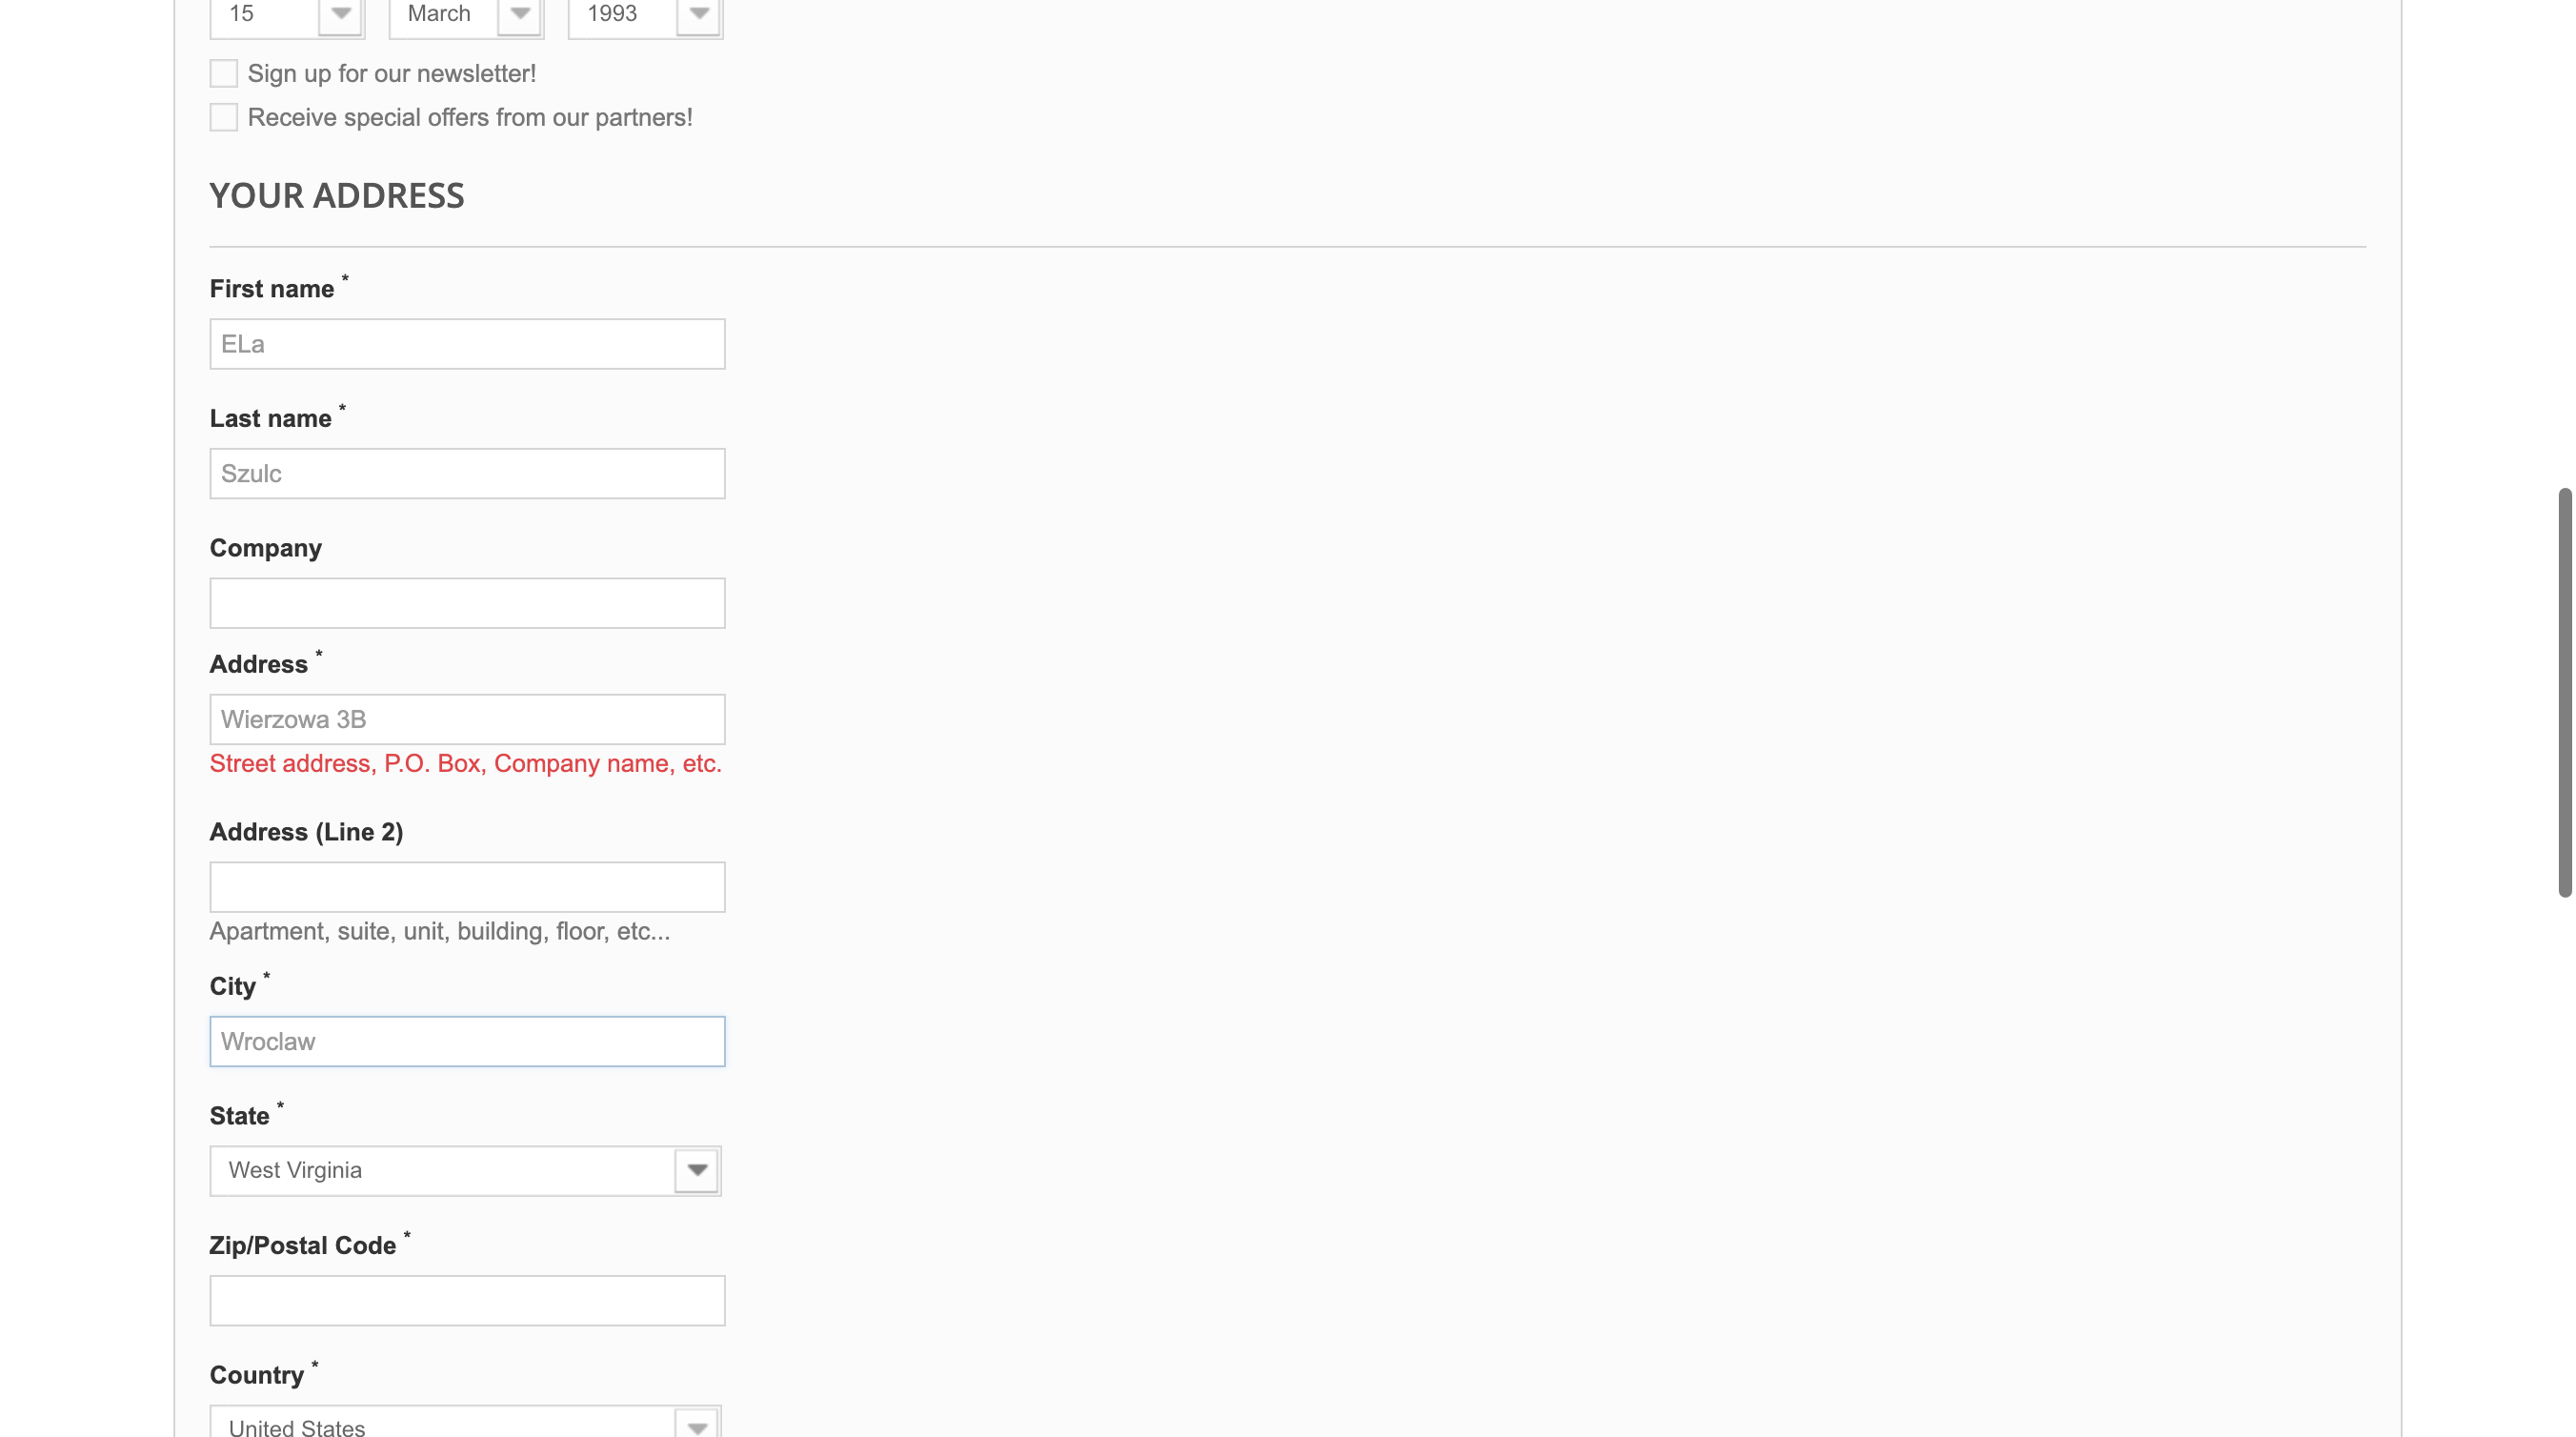 15 March 1993
Sign up for our newsletter!
Receive special offers from our partners!
YOUR ADDRESS
First name *
ELa
Last name *
Szulc
Company
Address *
Wierzowa 3B
Street address, P.O. Box, Company name, etc.
Address (Line 2)
Apartment, suite, unit, building, floor, etc...
City *
Wroclaw
State *
West Virginia
Zip/Postal Code *
Country *
United States